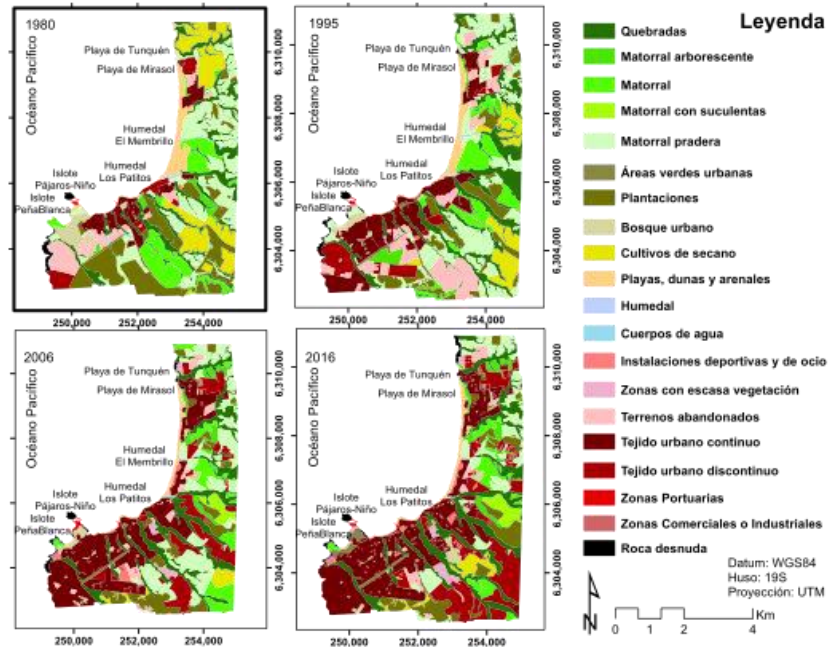 1980
Playa de Tunquén
Playa de Mirasol
Océano Pacífico
Humedal
El Membrillo
Humedal
Los Patitos
Islote
Pájaros-Niño
Islote
PeñaBlanca
6,310,000
6,308,000
6,306,000
6,304,000
250,000
252,000
254,000
1995
Playa de Tunquén
Playa de Mirasol
Océano Pacífico
Humedal
El Membrillo
Humedal
Los Patitos
Islote
Pájaros-Niño
Islote
PeñaBlanca
6,310,000
6,308,000
6,306,000
6,304,000
250,000
252,000
254,000
2006
Playa de Tunquén
Playa de Mirasol
Océano Pacífico
Humedal
El Membrillo
Humedal
Los Patitos
Islote
Pájaros-Niño
Islote
PeñaBlanca
6,310,000
6,308,000
6,306,000
6,304,000
250,000
252,000
254,000
2016
Playa de Tunquén
Playa de Mirasol
Océano Pacífico
Humedal
El Membrillo
Humedal
Los Patitos
Islote
Pájaros-Niño
Islote
PeñaBlanca
6,310,000
6,308,000
6,306,000
6,304,000
250,000
252,000
254,000
Leyenda
Quebradas
Matorral arborescente
Matorral
Matorral con suculentas
Matorral pradera
Áreas verdes urbanas
Plantaciones
Bosque urbano
Cultivos de secano
Playas, dunas y arenales
Humedal
Cuerpos de agua
Instalaciones deportivas y de ocio
Zonas con escasa vegetación
Terrenos abandonados
Tejido urbano continuo
Tejido urbano discontinuo
Zonas Portuarias
Zonas Comerciales o Industriales
Roca desnuda
Datum: WGS84
Huso: 19S
Proyección: UTM
N
Km
0 1 2 4